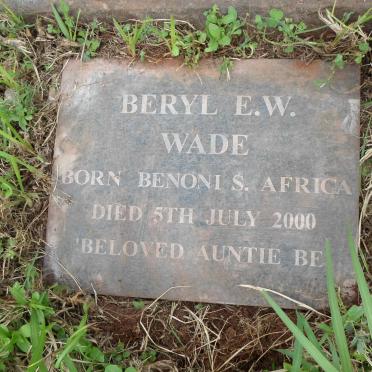 BERYL E.W.
WADE
BORN BENONI S. AFRICA
DIED 5TH JULY 2000
'BELOVED AUNTIE BE